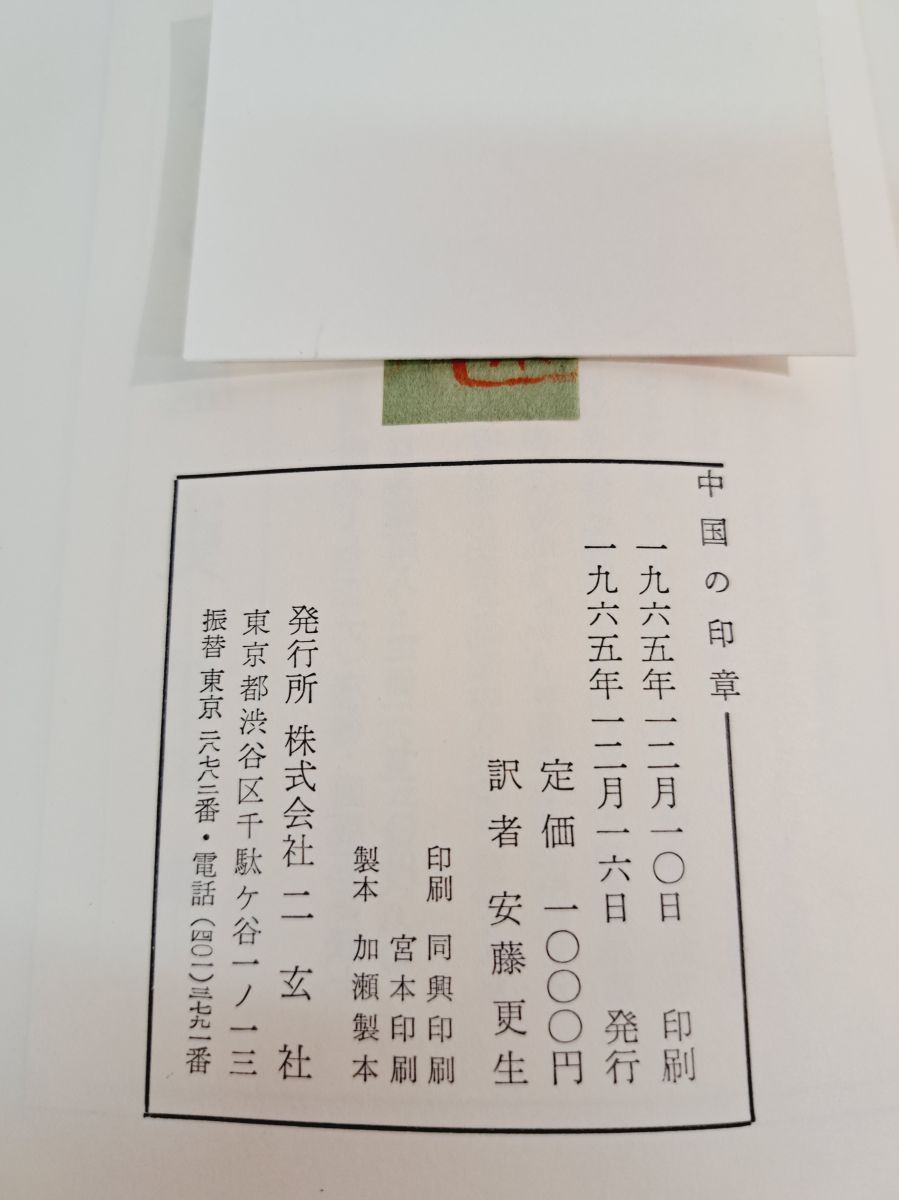 中国の印章
一九六五年一二月一〇日 印刷
一九六五年一二月一六日 発行
定価 一〇〇〇円
訳者 安藤更生
印刷 同興印刷
宮本印刷
製本 加瀬製本
発行所 株式会社 二玄社
東京都渋谷区千駄ケ谷一ノ一三
振替 東京 二八七八二番・電話(四〇一)三七九一番